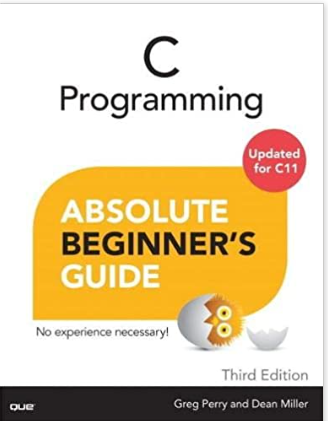 C
Programming
Updated
for C11
ABSOLUTE
BEGINNER'S
GUIDE
No experience necessary!
Third Edition
que
Greg Perry and Dean Miller